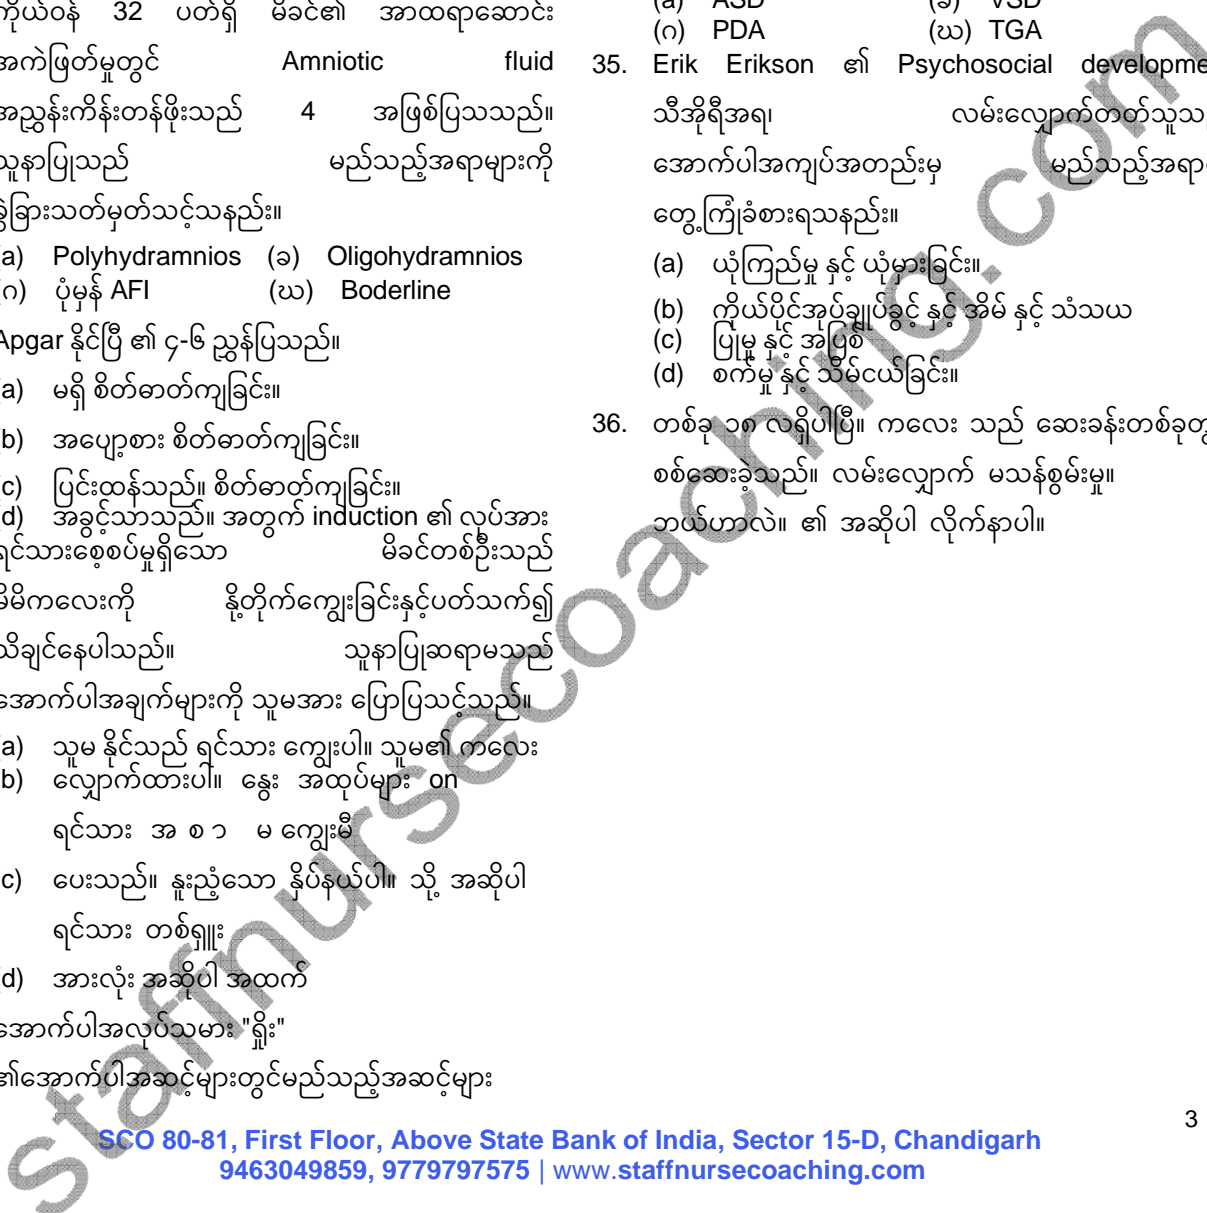 ကိုယ်ဝန် 32 ပတ်ရှိ မိခင်၏ အာထရာဆောင်း
အကဲဖြတ်မှုတွင် Amniotic fluid
အညွှန်းကိန်းတန်ဖိုးသည် 4 အဖြစ်ပြသသည်။
သူနာပြုသည် မည်သည့်အရာများကို
ခွဲခြားသတ်မှတ်သင့်သနည်း။
a) Polyhydramnios (ခ) Oligohydramnios
(ဂ) ပုံမှန် AFI (ဃ) Boderline
Apgar နိုင်ပြီ ၏ ၄-၆ ညွှန်ပြသည်။
a) မရှိ စိတ်ဓာတ်ကျခြင်း။
b) အပျော့စား စိတ်ဓာတ်ကျခြင်း။
c) ပြင်းထန်သည်။ စိတ်ဓာတ်ကျခြင်း။
d) အခွင့်သာသည်။ အတွက် induction ၏ လုပ်အား
ရင်သားစေ့စပ်မှုရှိသော မိခင်တစ်ဦးသည်
မိမိကလေးကို နို့တိုက်ကျွေးခြင်းနှင့်ပတ်သက်၍
သိချင်နေပါသည်။ သူနာပြုဆရာမသည်
အောက်ပါအချက်များကို သူမအား ပြောပြသင့်သည်။
a) သူမ နိုင်သည် ရင်သား ကျွေးပါ။ သူမ၏ ကလေး
b) လျှောက်ထားပါ။ နွေး အထုပ်များ on
ရင်သား အ စ ာ မ ကျွေးမီ
c) ပေးသည်။ နူးညံ့သော နှိပ်နယ်ပါ။ သို့ အဆိုပါ
ရင်သား တစ်ရှူး
d) အားလုံး အဆိုပါ အထက်
အောက်ပါအလုပ်သမား "ရှိုး"
၏အောက်ပါအဆင့်များတွင်မည်သည့်အဆင့်များ
(a) ASD (ခ) VSD
(ဂ) PDA (ဃ) TGA
35. Erik Erikson ၏ Psychosocial developme
သီအိုရီအရ၊ လမ်းလျှောက်တတ်သူသည်
အောက်ပါအကျပ်အတည်းမှ မည်သည့်အရာ
တွေ့ကြုံခံစားရသနည်း။
(a) ယုံကြည်မှု နှင့် ယုံမှားခြင်း။
(b) ကိုယ်ပိုင်အုပ်ချုပ်ခွင့် နှင့် အိမ် နှင့် သံသယ
(c) ပြုမူ နှင့် အပြစ်
(d) စက်မှု နှင့် သိမ်ငယ်ခြင်း။
36. တစ်ခု ၁၈ လရှိပါပြီ။ ကလေး သည် ဆေးခန်းတစ်ခုတွ
စစ်ဆေးခဲ့သည်။ လမ်းလျှောက် မသန်စွမ်းမှု။
ဘယ်ဟာလဲ။ ၏ အဆိုပါ လိုက်နာပါ။
staffnursecoaching.com
3
SCO 80-81, First Floor, Above State Bank of India, Sector 15-D, Chandigarh
9463049859, 9779797575 | www.staffnursecoaching.com